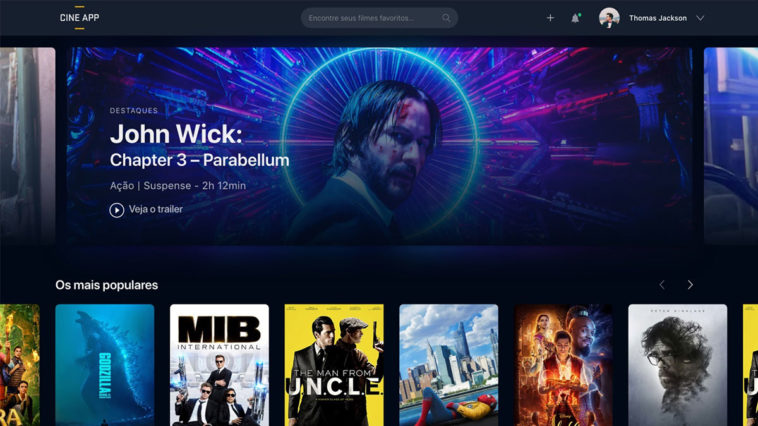 CINE APP
Encontre seus filmes favoritos...
Thomas Jackson
DESTAQUES
John Wick:
Chapter 3 – Parabellum
Ação | Suspense - 2h 12min
Veja o trailer
Os mais populares
RA
GODZILLA
MIB
INTERNATIONAL
THE MAN FROM
U.N.C.L.E.
PETER DINKLAGE